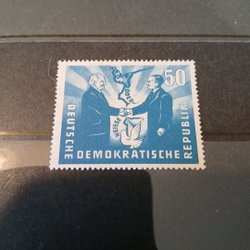 50
DEUTSCHE
DEMOKRATISCHE
REPUBLIK